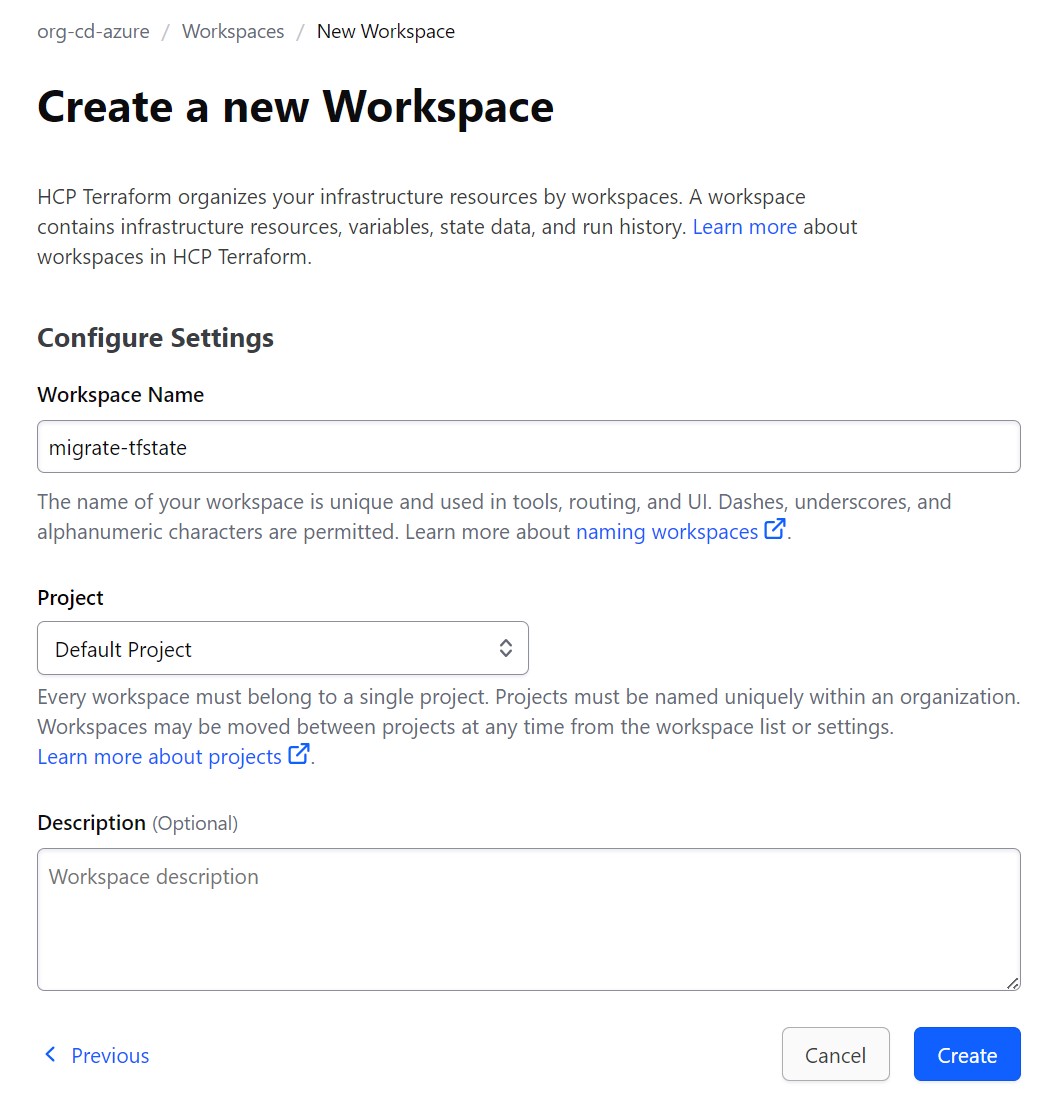 org-cd-azure / Workspaces / New Workspace
Create a new Workspace
HCP Terraform organizes your infrastructure resources by workspaces. A workspace
contains infrastructure resources, variables, state data, and run history. Learn more about
workspaces in HCP Terraform.
Configure Settings
Workspace Name
migrate-tfstate
The name of your workspace is unique and used in tools, routing, and UI. Dashes, underscores, and
alphanumeric characters are permitted. Learn more about naming workspaces.
Project
Default Project
Every workspace must belong to a single project. Projects must be named uniquely within an organization.
Workspaces may be moved between projects at any time from the workspace list or settings.
Learn more about projects.
Description (Optional)
Workspace description
Previous
Cancel
Create